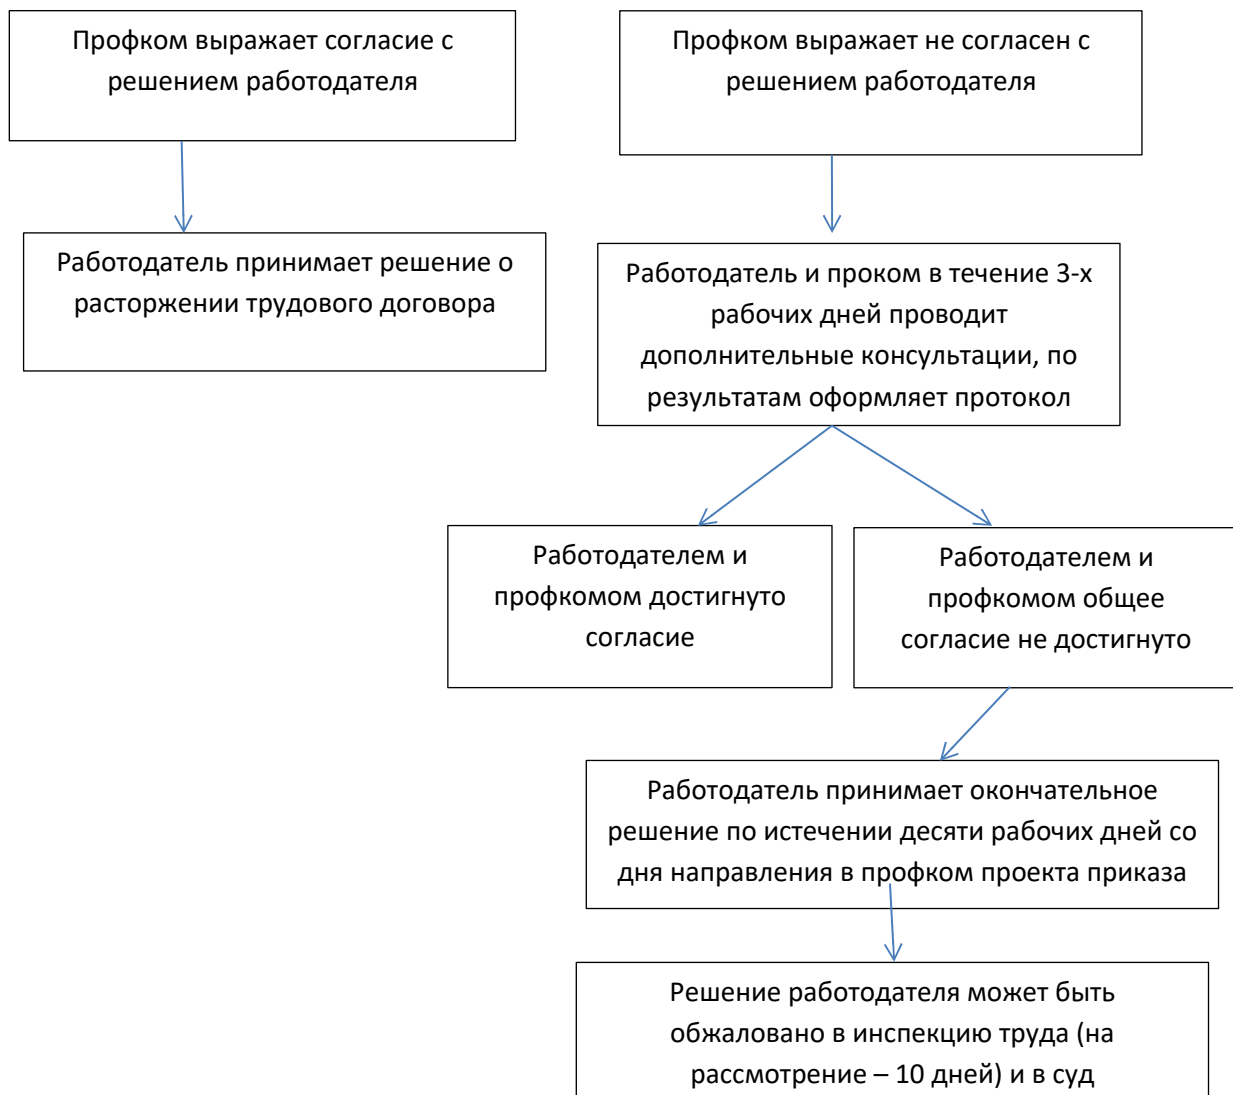 Профком выражает согласие с
решением работодателя
Профком выражает не согласен с
решением работодателя
Работодатель принимает решение о
расторжении трудового договора
Работодатель и проком в течение 3-х
рабочих дней проводит
дополнительные консультации, по
результатам оформляет протокол
Работодателем и
профкомом достигнуто
согласие
Работодателем и
профкомом общее
согласие не достигнуто
Работодатель принимает окончательное
решение по истечении десяти рабочих дней со
дня направления в профком проекта приказа
Решение работодателя может быть
обжаловано в инспекцию труда (на
рассмотрение – 10 дней) и в суд